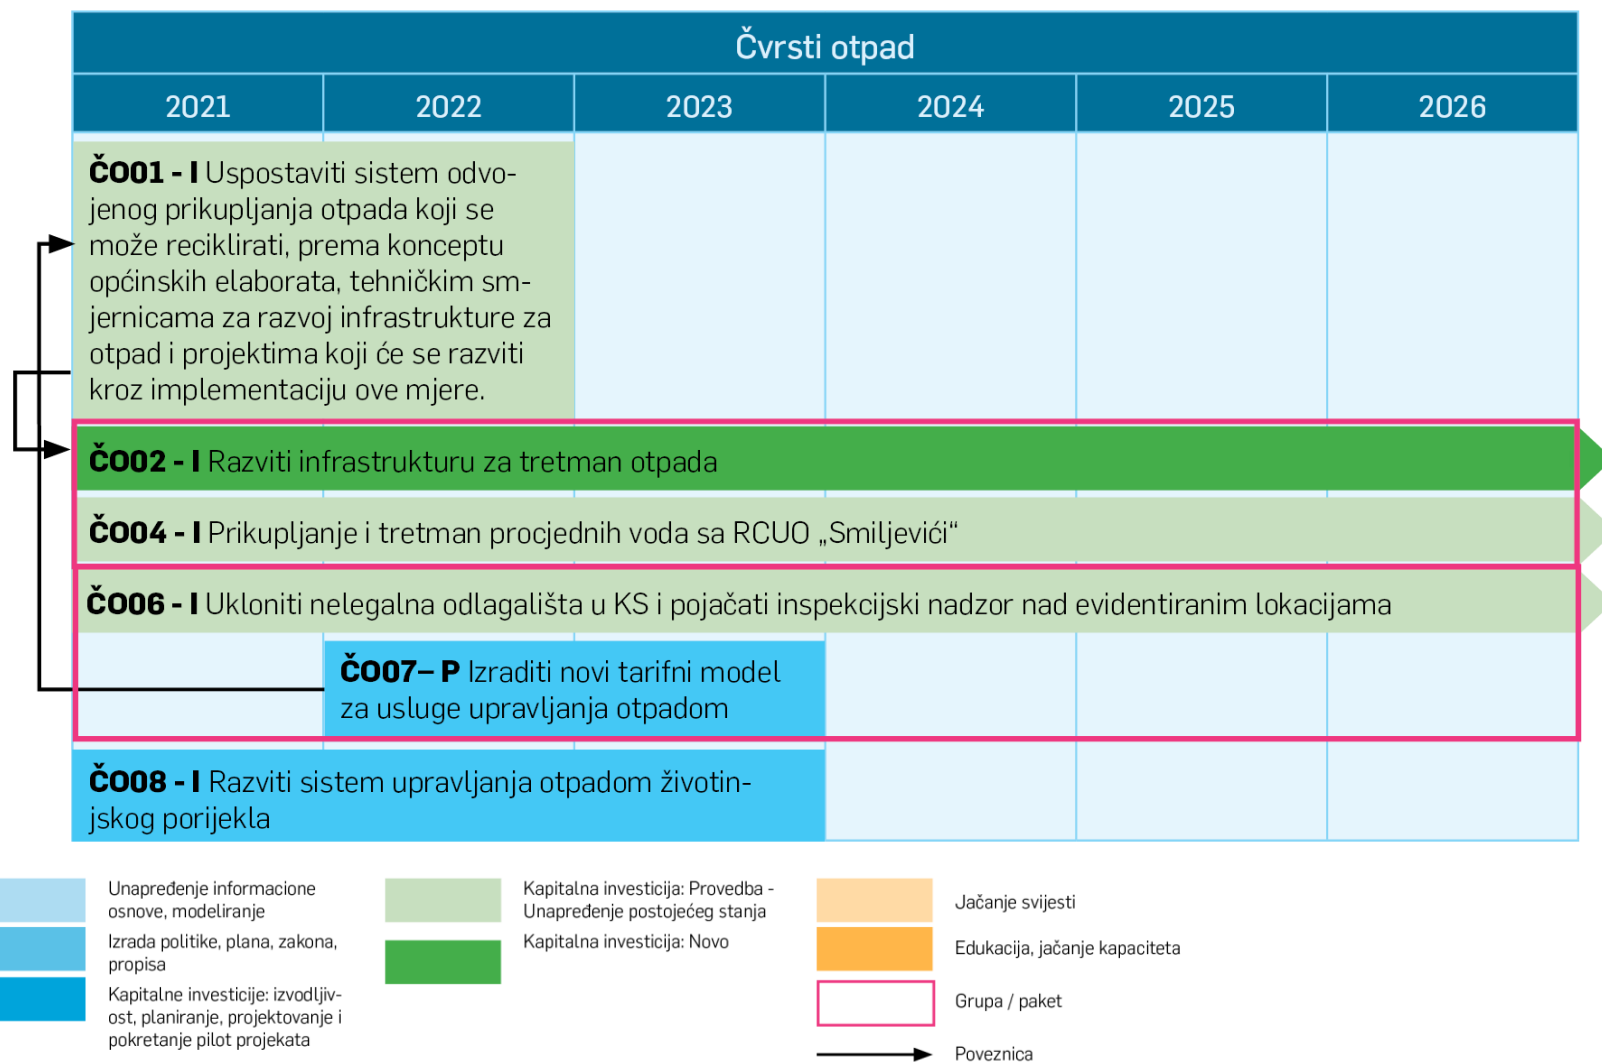 Čvrsti otpad
2021 2022 2023 2024 2025 2026
ČO01 - I Uspostaviti sistem odvo-
jenog prikupljanja otpada koji se
može reciklirati, prema konceptu
općinskih elaborata, tehničkim sm-
jernicama za razvoj infrastrukture za
otpad i projektima koji će se razviti
kroz implementaciju ove mjere.
ČO02 - I Razviti infrastrukturu za tretman otpada
ČO04 - I Prikupljanje i tretman procjednih voda sa RCUO „Smiljevići“
ČO06 - I Ukloniti nelegalna odlagališta u KS i pojačati inspekcijski nadzor nad evidentiranim lokacijama
ČO07– P Izraditi novi tarifni model
za usluge upravljanja otpadom
ČO08 - I Razviti sistem upravljanja otpadom životin-
jskog porijekla
Unapređenje informacione
osnove, modeliranje
Izrada politike, plana, zakona,
propisa
Kapitalne investicije: izvodljiv-
ost, planiranje, projektovanje i
pokretanje pilot projekata
Kapitalna investicija: Provedba -
Unapređenje postojećeg stanja
Kapitalna investicija: Novo
Jačanje svijesti
Edukacija, jačanje kapaciteta
Grupa / paket
Poveznica